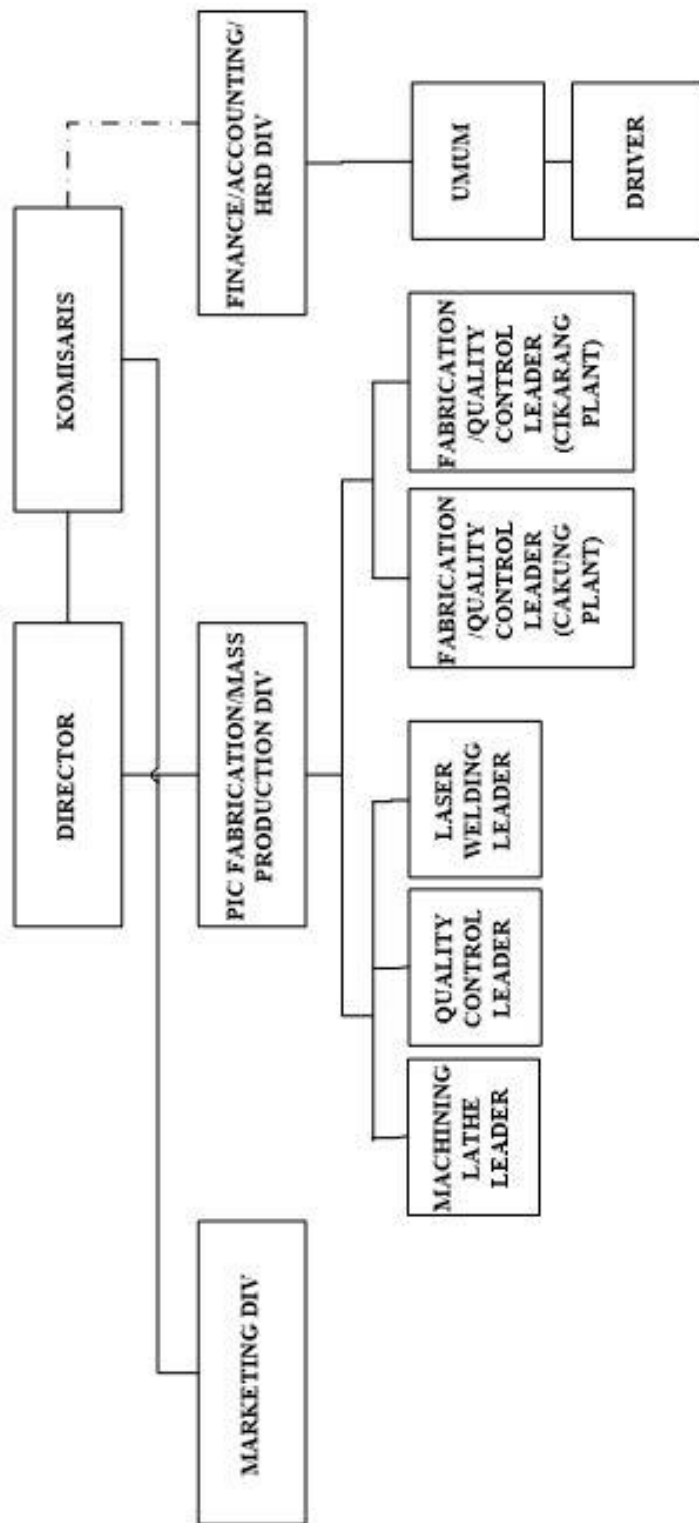 DIRECTOR
KOMISARIS
MARKETING DIV
PIC FABRICATION/MASS
PRODUCTION DIV
FINANCE/ACCOUNTING/
HRD DIV
MACHINING
LATHE
LEADER
QUALITY
CONTROL
LEADER
LASER
WELDING
LEADER
FABRICATION
/QUALITY
CONTROL
LEADER
(CAKUNG
PLANT)
FABRICATION
/QUALITY
CONTROL
LEADER
(CIKARANG
PLANT)
UMUM
DRIVER